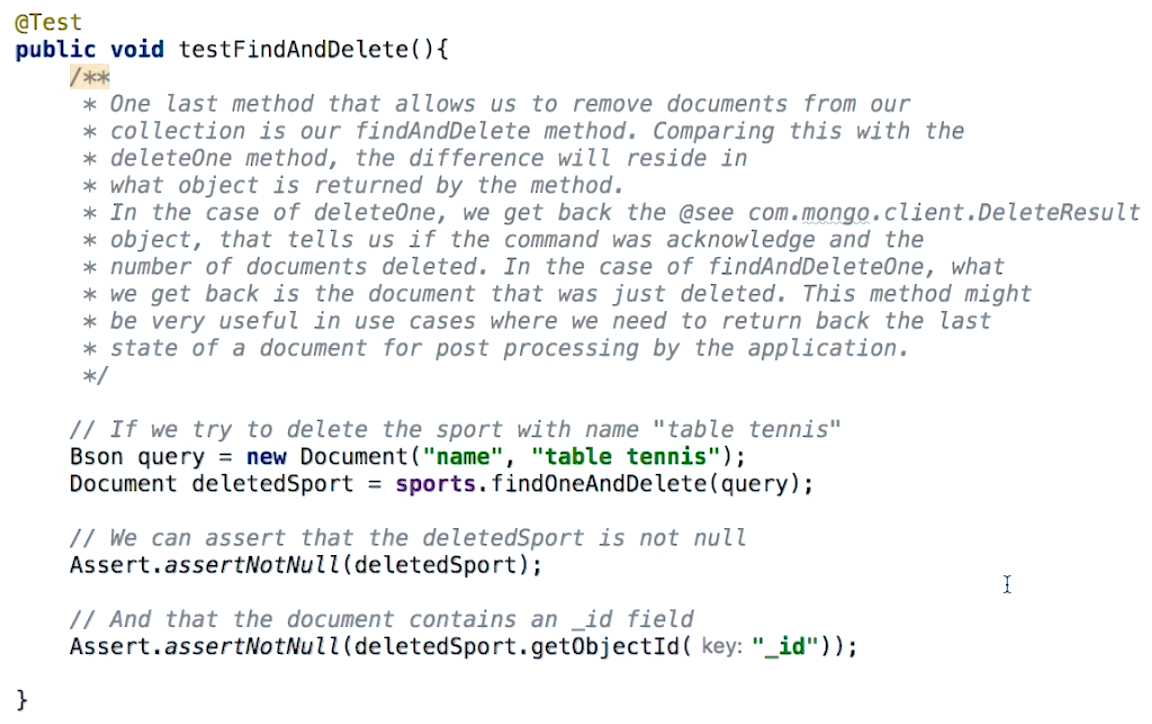 @Test
public void testFindAndDelete(){
/**
* One last method that allows us to remove documents from our
* collection is our findAndDelete method. Comparing this with the
* deleteOne method, the difference will reside in
* what object is returned by the method.
* In the case of deleteOne, we get back the @see com.mongo.client.DeleteResult
* object, that tells us if the command was acknowledge and the
* number of documents deleted. In the case of findAndDeleteOne, what
* we get back is the document that was just deleted. This method might
* be very useful in use cases where we need to return back the last
* state of a document for post processing by the application.
*/
// If we try to delete the sport with name "table tennis"
Bson query = new Document("name", "table tennis");
Document deletedSport = sports.findOneAndDelete(query);
// We can assert that the deletedSport is not null
Assert.assertNotNull(deletedSport);
// And that the document contains an _id field
Assert.assertNotNull(deletedSport.getObjectId( key: "_id"));
}